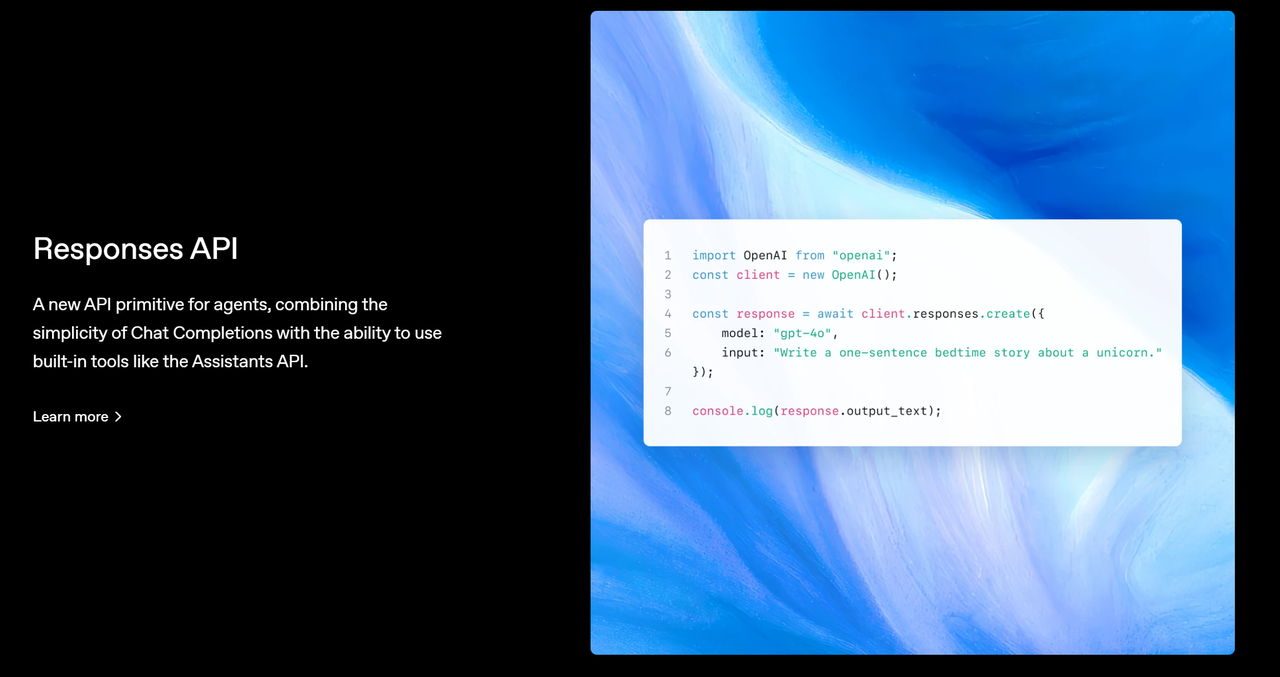 Responses API
A new API primitive for agents, combining the
simplicity of Chat Completions with the ability to use
built-in tools like the Assistants API.
Learn more >
1 import OpenAI from "openai";
2 const client = new OpenAI();
3
4 const response = await client.responses.create({
5     model: "gpt-4o",
6     input: "Write a one-sentence bedtime story about a unicorn."
});
7
8 console.log(response.output_text);